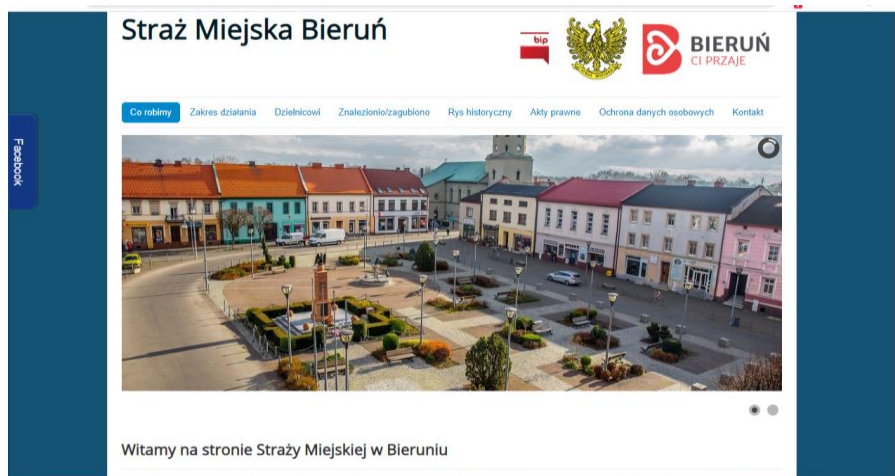 Straż Miejska Bieruń
bip
BIERUŃ
CI PRZAJE
Co robimy Zakres działania Dzielnicowi Znalezionio/zagubiono Rys historyczny Akty prawne Ochrona danych osobowych Kontakt
Facebook
Witamy na stronie Straży Miejskiej w Bieruniu